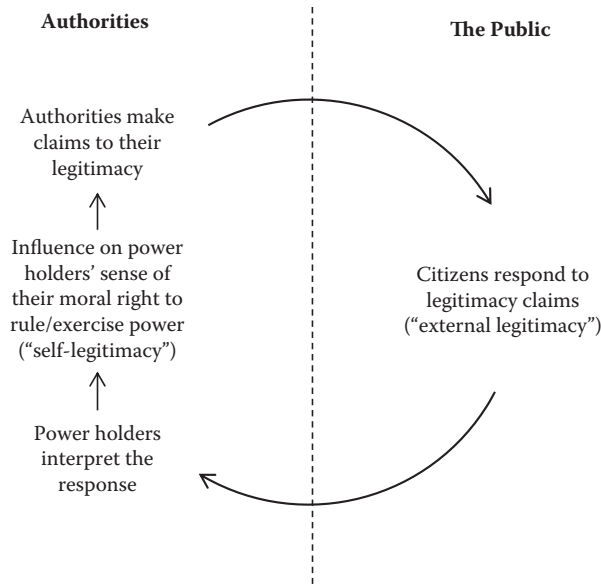 Authorities
The Public
Authorities make
claims to their
legitimacy
Influence on power
holders’ sense of
their moral right to
rule/exercise power
(“self-legitimacy”)
Power holders
interpret the
response
Citizens respond to
legitimacy claims
(“external legitimacy”)